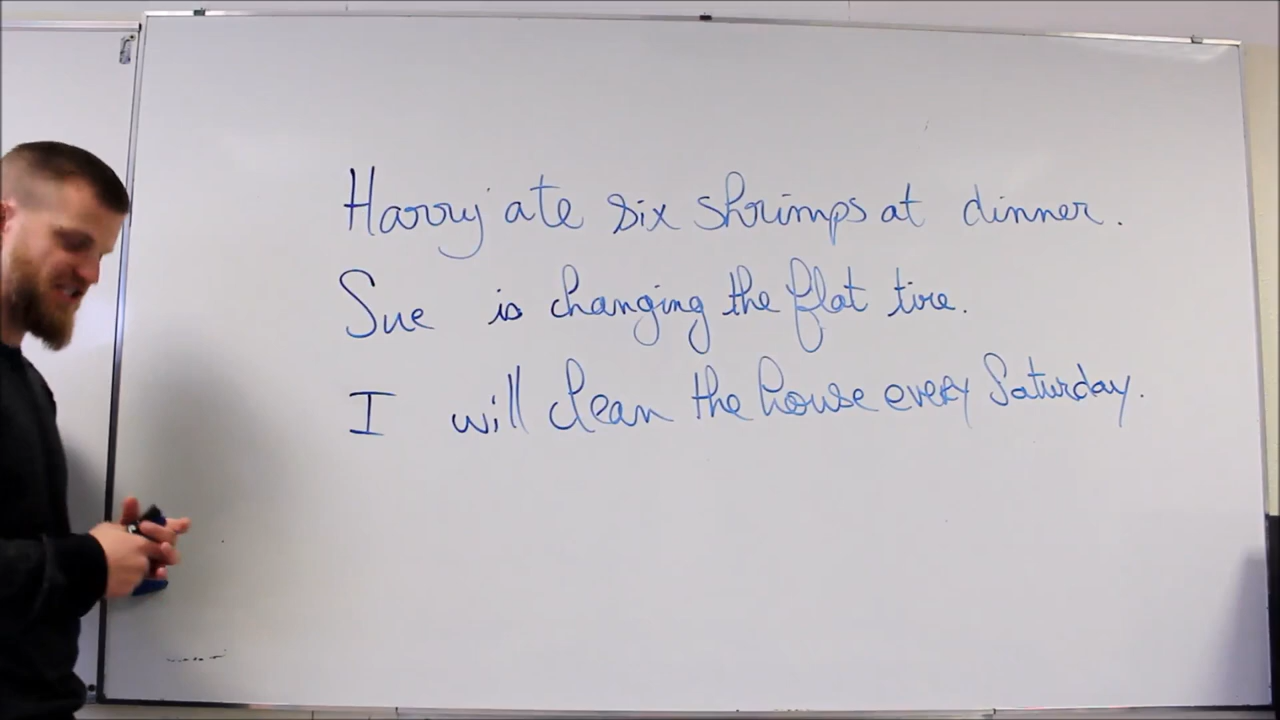 Harry ate six shrimps at dinner.
Sue is changing the flat tire.
I will clean the house every Saturday.